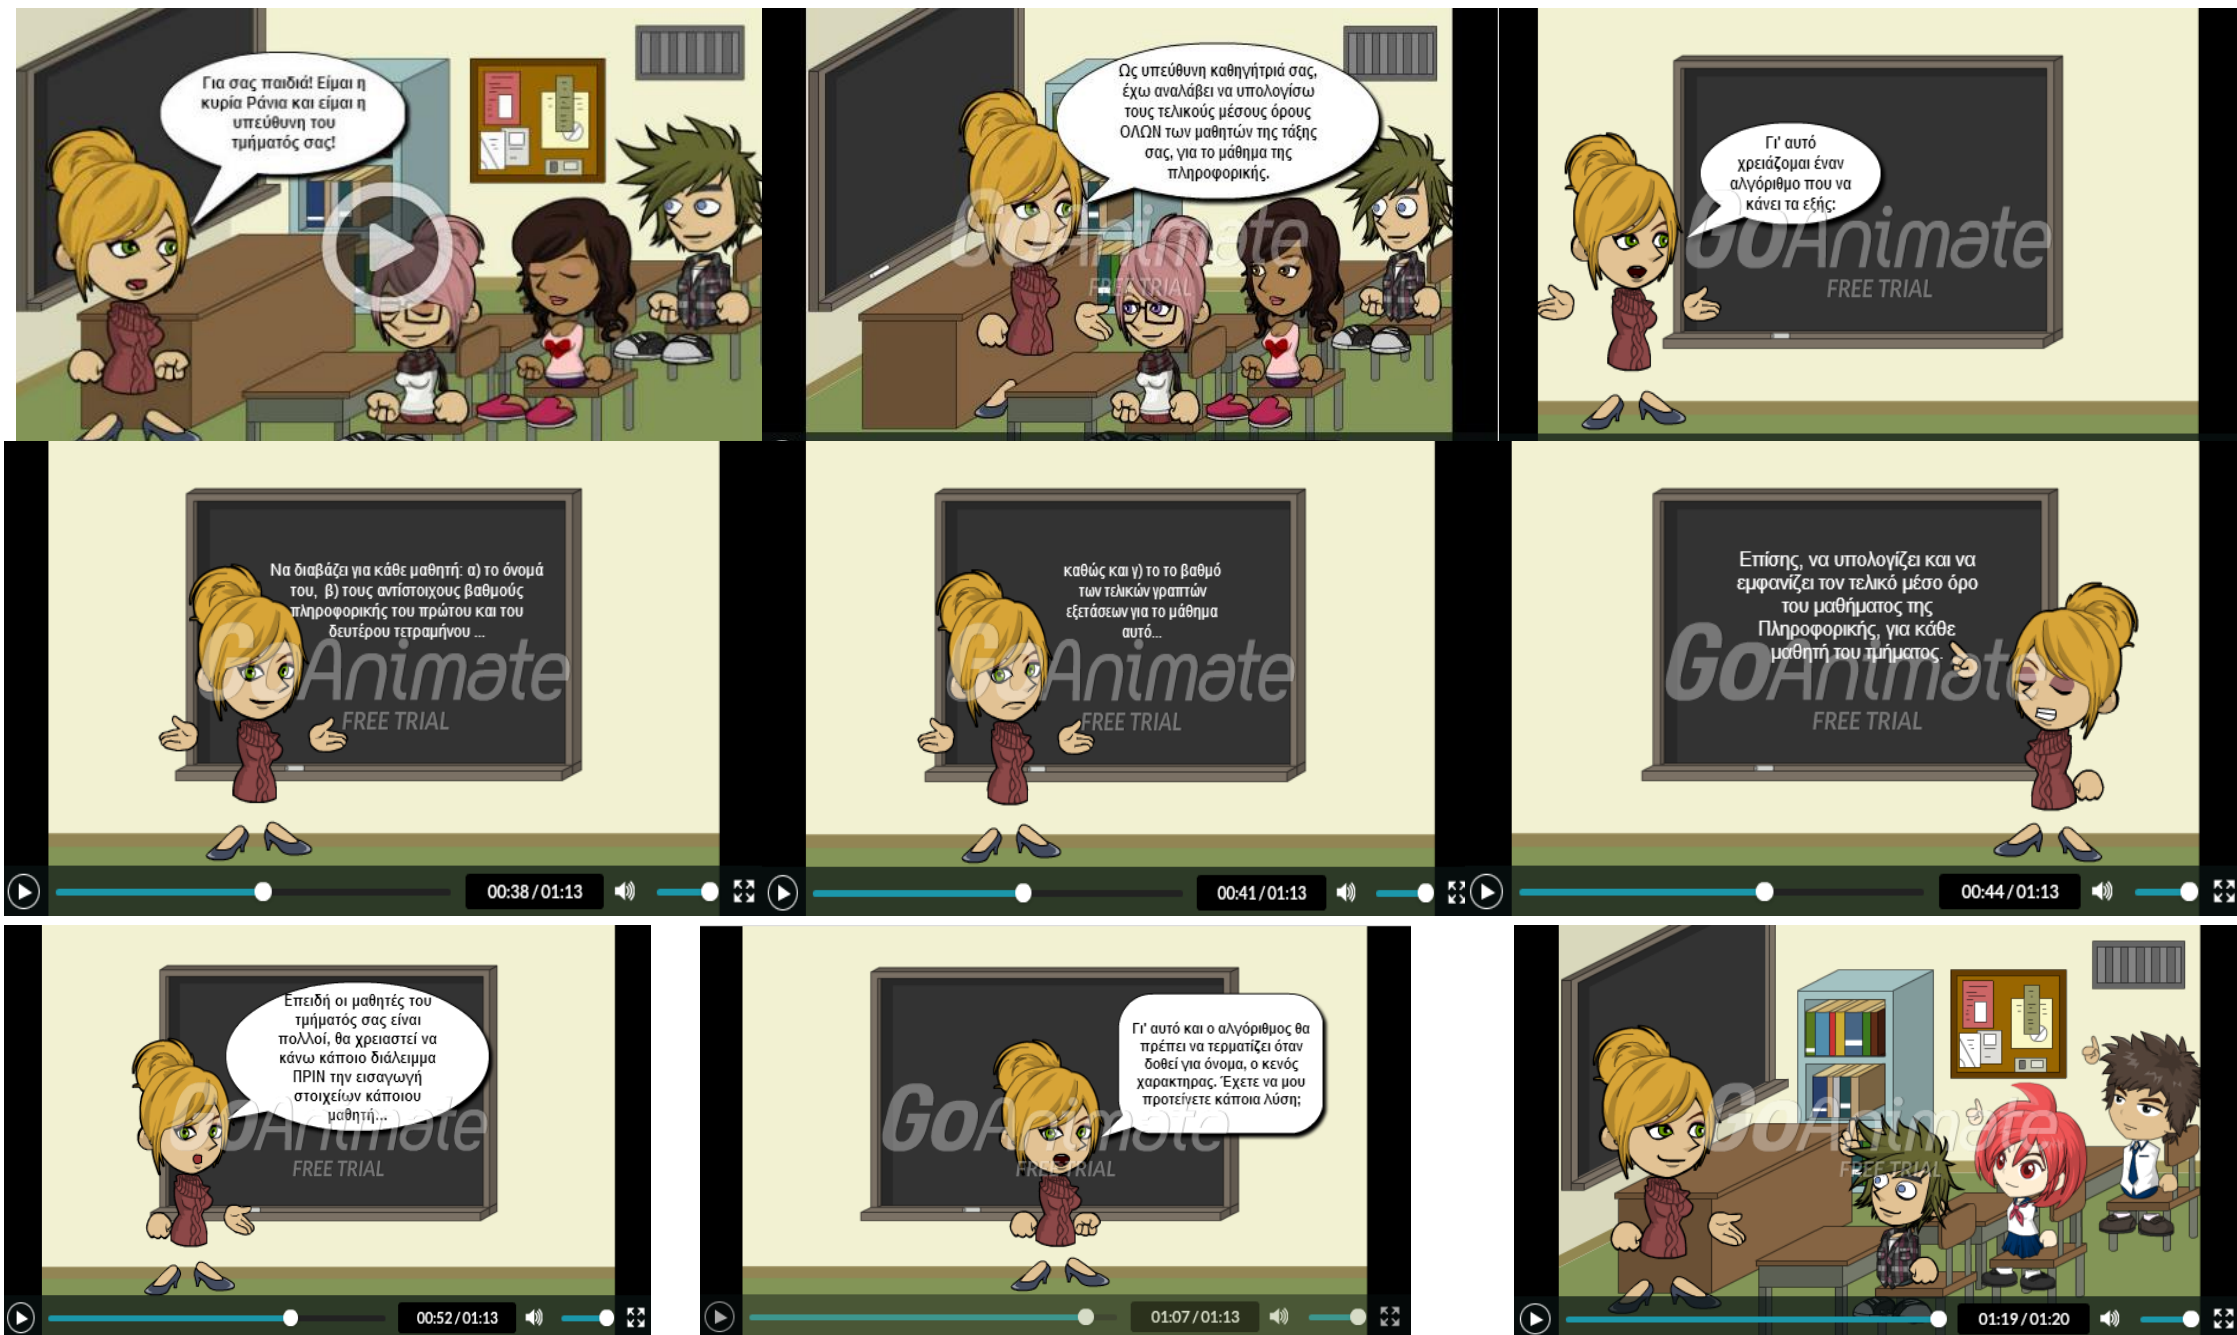 Για σας παιδιά! Είμαι η
κυρία Ράνια και είμαι η
υπεύθυνη του
τμήματός σας!
Ως υπεύθυνη καθηγήτριά σας,
έχω αναλάβει να υπολογίσω
τους τελικούς μέσους όρους
ΟΛΩΝ των μαθητών της τάξης
σας, για το μάθημα της
πληροφορικής.
GoAnimate
FREE TRIAL
Γι' αυτό
χρειάζομαι έναν
αλγόριθμο που να
κάνει τα εξής:
GoAnimate
FREE TRIAL
Να διαβάζει για κάθε μαθητή: α) το όνομά
του, β) τους αντίστοιχους βαθμούς
πληροφορικής του πρώτου και του
δευτέρου τετραμήνου ...
GoAnimate
FREE TRIAL
00:38 / 01:13
καθώς και γ) το το βαθμό
των τελικών γραπτών
εξετάσεων για το μάθημα
αυτό...
GoAnimate
FREE TRIAL
00:41 / 01:13
Επίσης, να υπολογίζει και να
εμφανίζει τον τελικό μέσο όρο
του μαθήματος της
Πληροφορικής, για κάθε
μαθητή του τμήματος.
GoAnimate
FREE TRIAL
00:44 / 01:13
Επειδή οι μαθητές του
τμήματός σας είναι
πολλοί, θα χρειαστεί να
κάνω κάποιο διάλειμμα
ΠΡΙΝ την εισαγωγή
στοιχείων κάποιου
μαθητή...
GoAnimate
FREE TRIAL
00:52 / 01:13
Γι' αυτό και ο αλγόριθμος θα
πρέπει να τερματίζει όταν
δοθεί για όνομα, ο κενός
χαρακτηρας. Έχετε να μου
προτείνετε κάποια λύση;
GoAnimate
FREE TRIAL
01:07 / 01:13
GoAnimate
FREE TRIAL
01:19 / 01:20